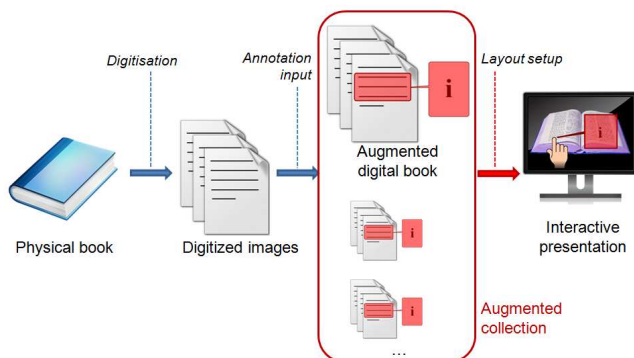 Digitisation
Annotation
input
Layout setup
i
Augmented
digital book
i
Physical book
Digitized images
Interactive
presentation
i
i
Augmented
collection
...